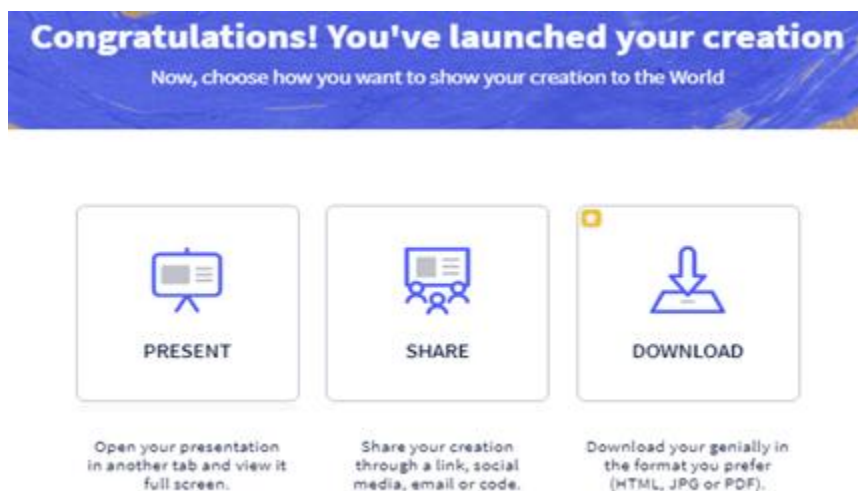 Congratulations! You've launched your creation
Now, choose how you want to show your creation to the World
PRESENT
SHARE
DOWNLOAD
Open your presentation
in another tab and view it
full screen.
Share your creation
through a link, social
media, email or code.
Download your genially in
the format you prefer
(HTML, JPG or PDF).